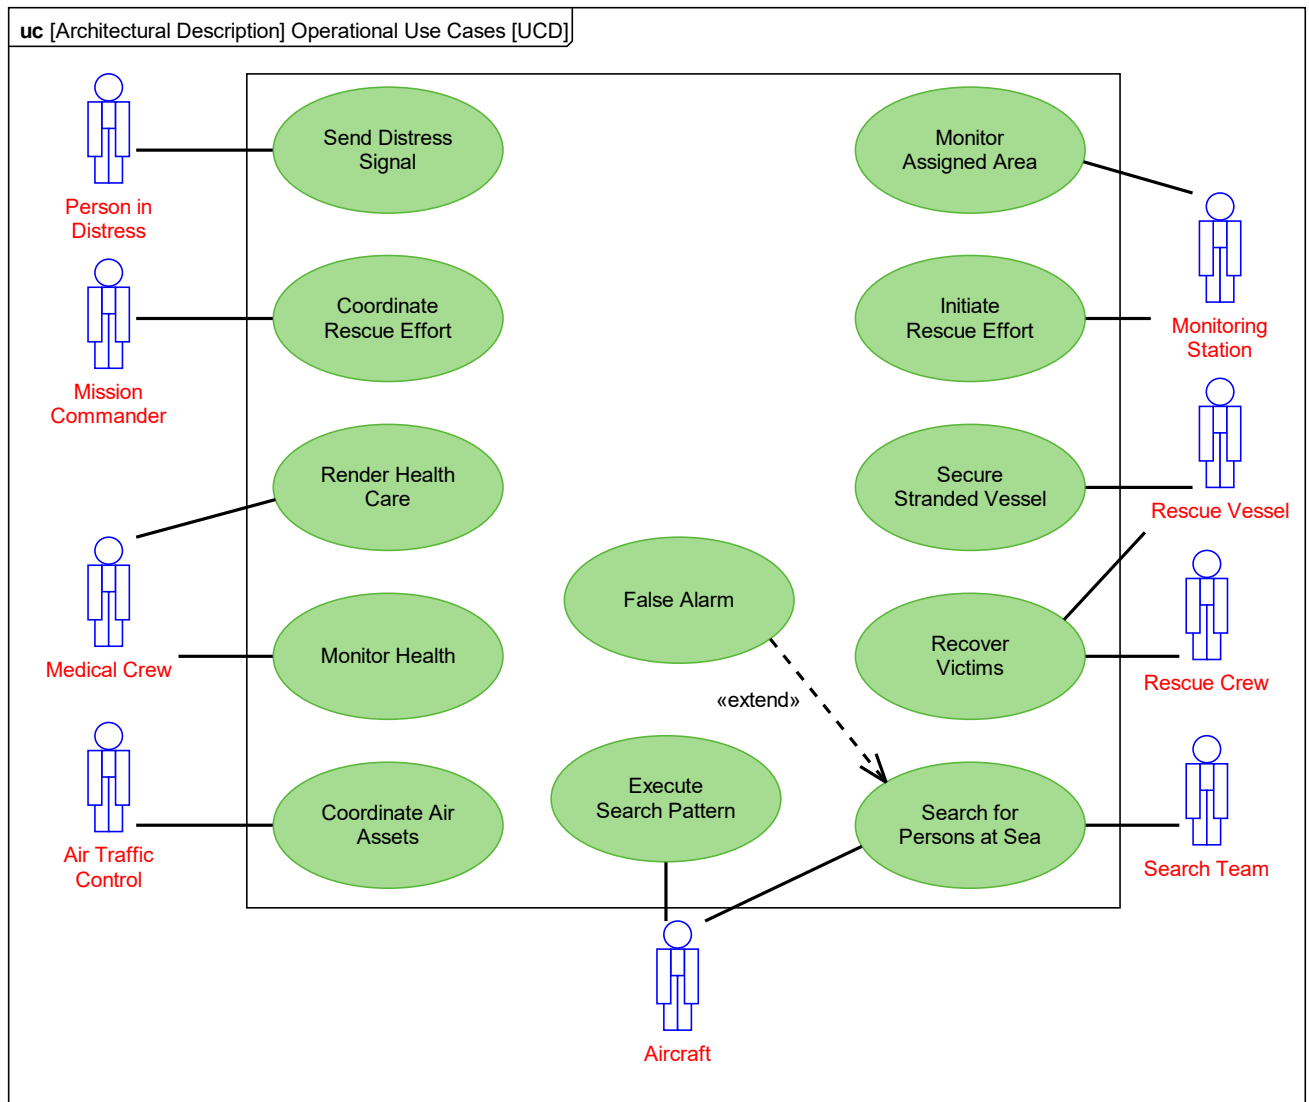 uc [Architectural Description] Operational Use Cases [UCD]
Send Distress
Signal
Monitor
Assigned Area
Person in
Distress
Coordinate
Rescue Effort
Initiate
Rescue Effort
Monitoring
Station
Mission
Commander
Render Health
Care
Secure
Stranded Vessel
Rescue Vessel
False Alarm
Medical Crew
Monitor Health
Recover
Victims
Rescue Crew
«extend»
Execute
Search Pattern
Coordinate Air
Assets
Search for
Persons at Sea
Air Traffic
Control
Search Team
Aircraft